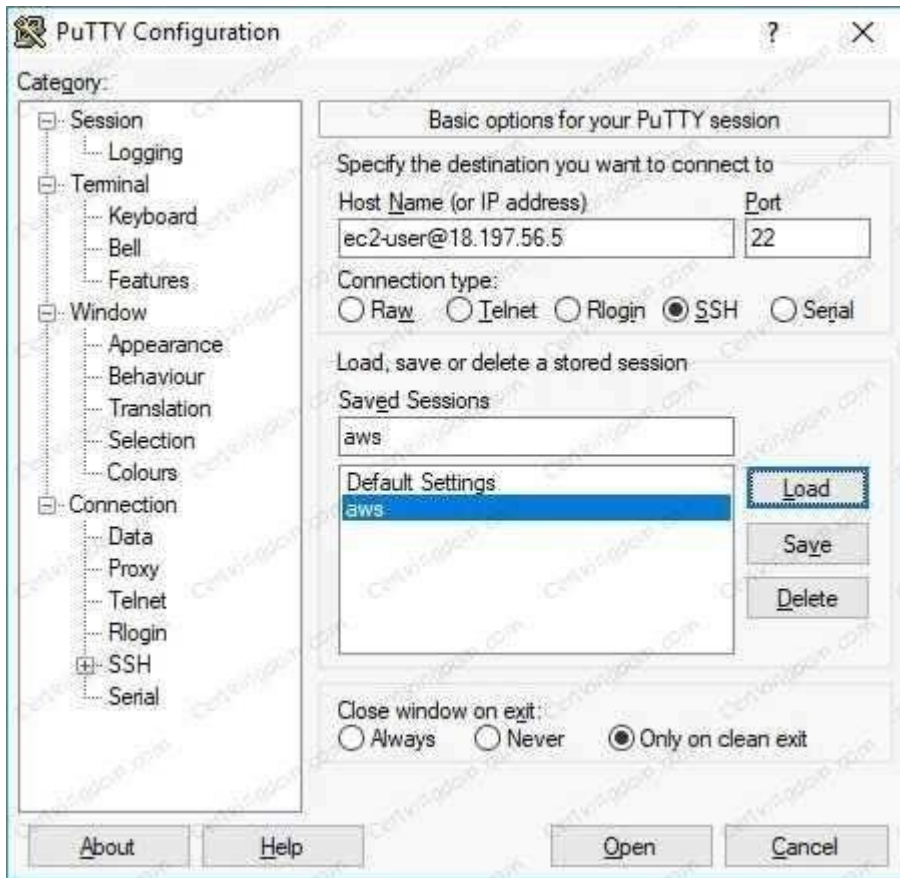 PuTTY Configuration
?
Category:
Session
Logging
Terminal
Keyboard
Bell
Features
Window
Appearance
Behaviour
Translation
Selection
Colours
Connection
Data
Proxy
Telnet
Rlogin
SSH
Serial
Basic options for your PuTTY session
Specify the destination you want to connect to
Host Name (or IP address) Port
ec2-user@18.197.56.5 22
Connection type:
Raw Telnet Rlogin SSH Serial
Load, save or delete a stored session
Saved Sessions
aws
Default Settings
aws
Load
Save
Delete
Close window on exit:
Always Never Only on clean exit
About Help Open Cancel